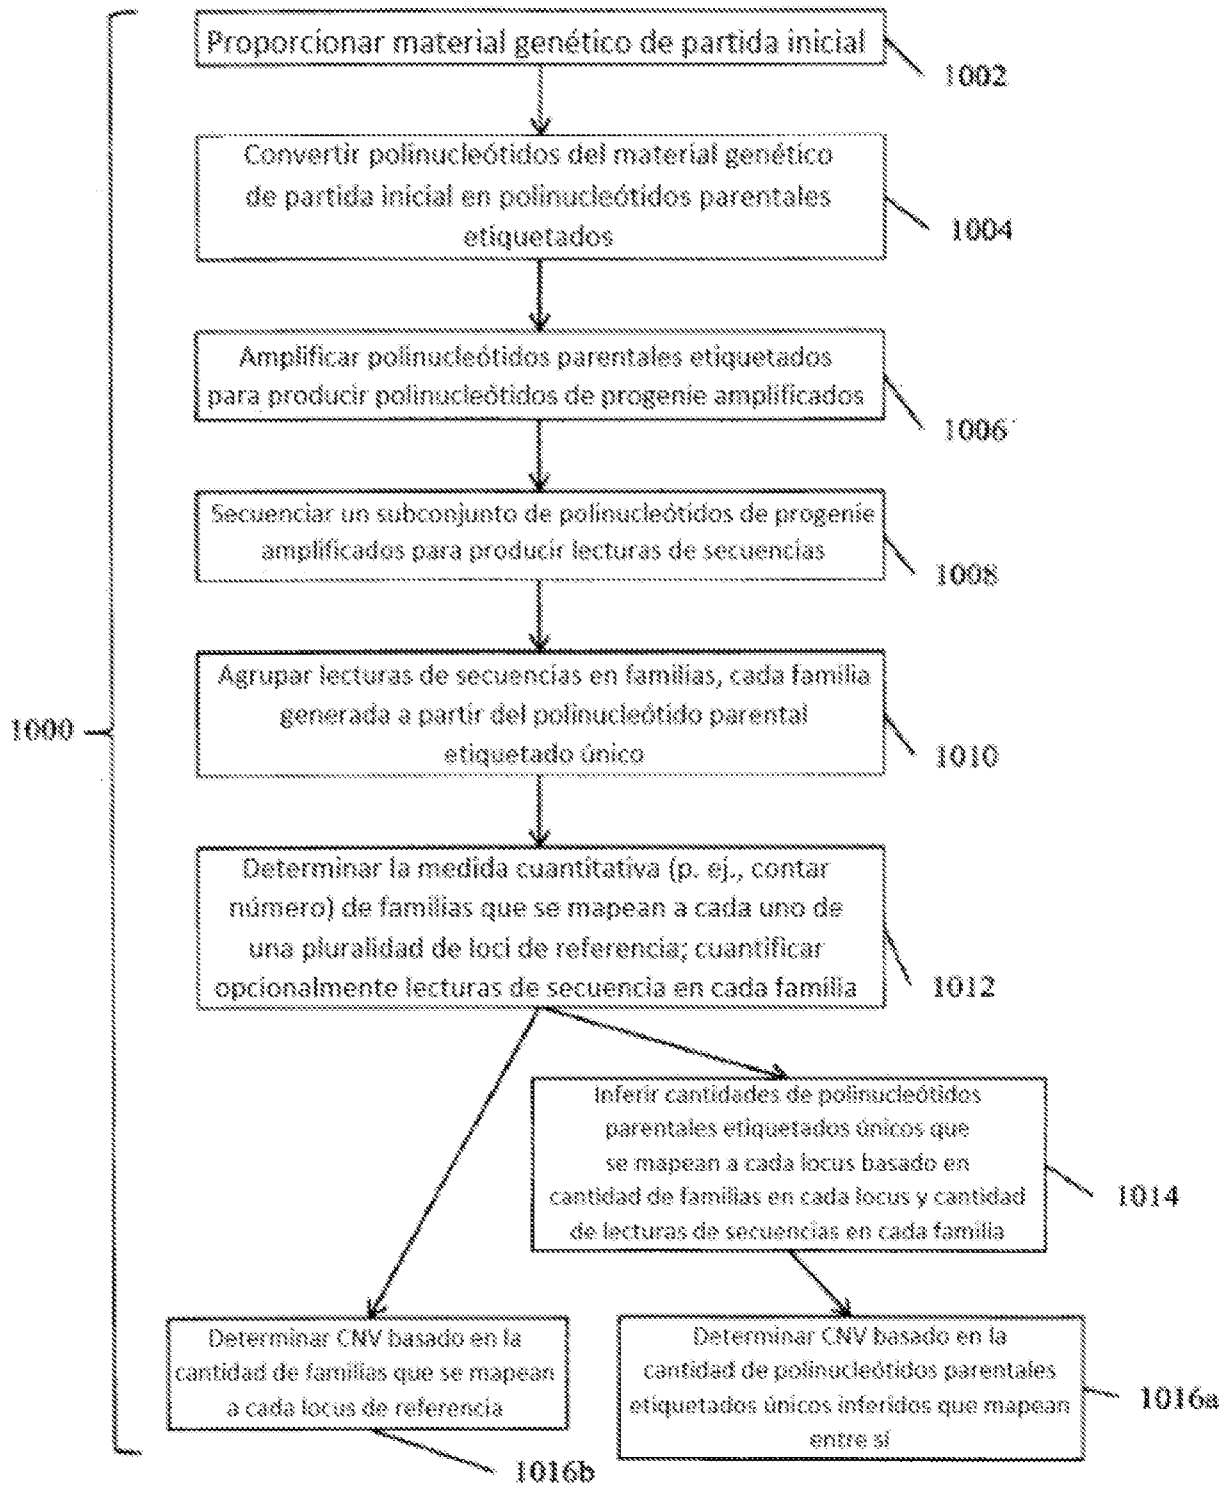 Proporcionar material genético de partida inicial
1002
Convertir polinucleótidos del material genético
de partida inicial en polinucleótidos parentales
etiquetados
1004
Amplificar polinucleótidos parentales etiquetados
para producir polinucleótidos de progenie amplificados
1006
Secuenciar un subconjunto de polinucleótidos de progenie
amplificados para producir lecturas de secuencias
1008
Agrupar lecturas de secuencias en familias, cada familia
generada a partir del polinucleótido parental
etiquetado único
1000
1010
Determinar la medida cuantitativa (p. ej., contar
número) de familias que se mapean a cada uno de
una pluralidad de loci de referencia; cuantificar
opcionalmente lecturas de secuencia en cada familia
1012
Inferir cantidades de polinucleótidos
parentales etiquetados únicos que
se mapean a cada locus basado en
cantidad de familias en cada locus y cantidad
de lecturas de secuencias en cada familia
1014
Determinar CNV basado en la
cantidad de familias que se mapean
a cada locus de referencia
1016b
Determinar CNV basado en la
cantidad de polinucleótidos parentales
etiquetados únicos inferidos que mapean
entre sí
1016a